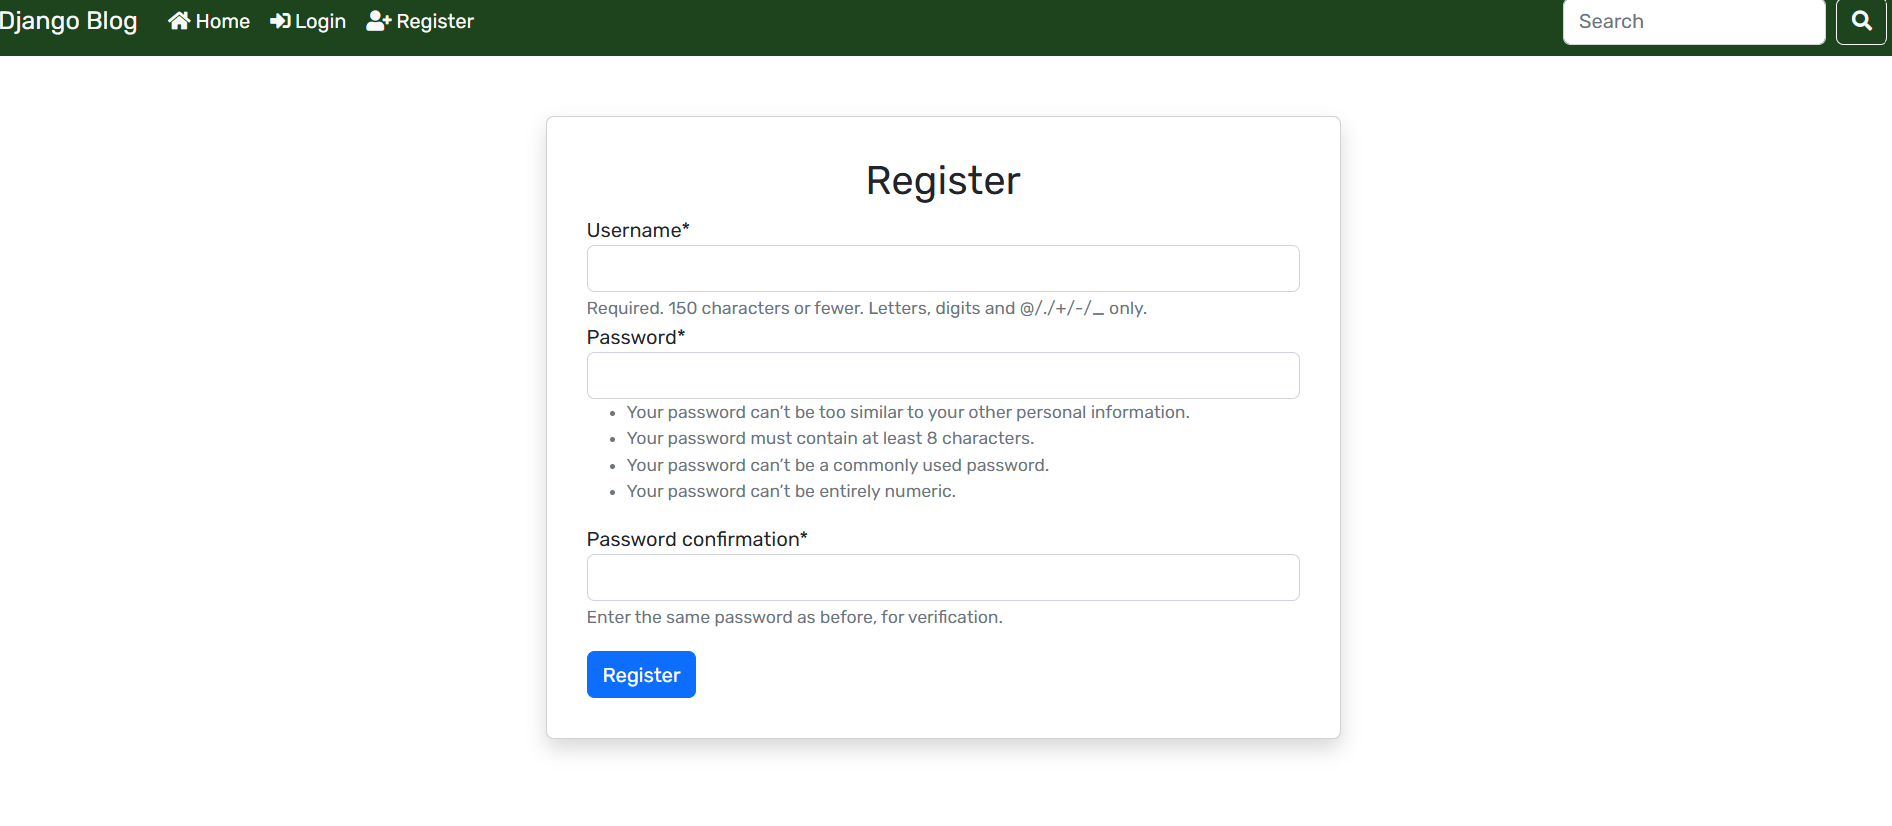 Django Blog Home Login Register Search
Register
Username*
Required. 150 characters or fewer. Letters, digits and @/./+/-/_ only.
Password*
Your password can’t be too similar to your other personal information.
Your password must contain at least 8 characters.
Your password can’t be a commonly used password.
Your password can’t be entirely numeric.
Password confirmation*
Enter the same password as before, for verification.
Register